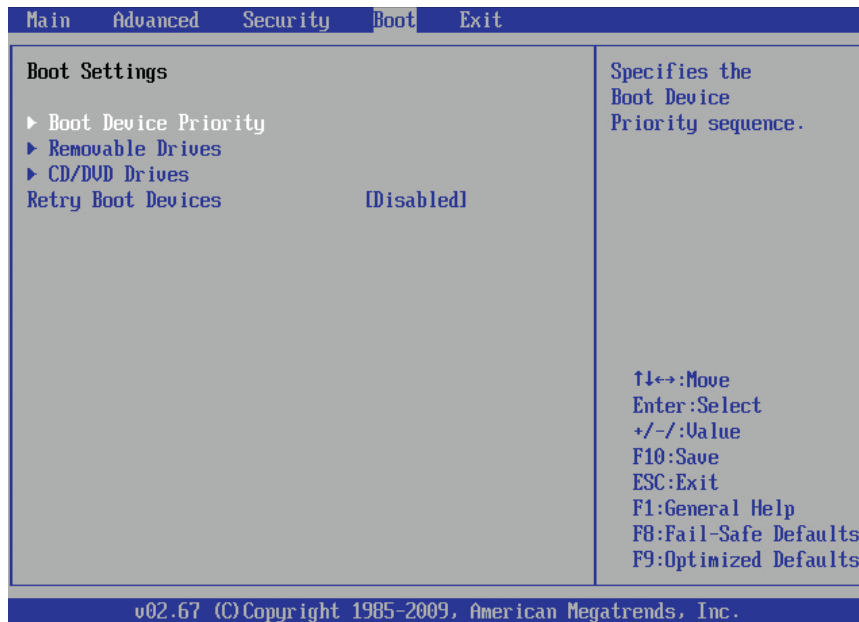 Main Advanced Security Boot Exit
Boot Settings
▶ Boot Device Priority
▶ Removable Drives
▶ CD/DVD Drives
Retry Boot Devices [Disabled]
Specifies the
Boot Device
Priority sequence.
↑↓←→:Move
Enter:Select
+/-/:Value
F10:Save
ESC:Exit
F1:General Help
F8:Fail-Safe Defaults
F9:Optimized Defaults
v02.67 (C)Copyright 1985-2009, American Megatrends, Inc.